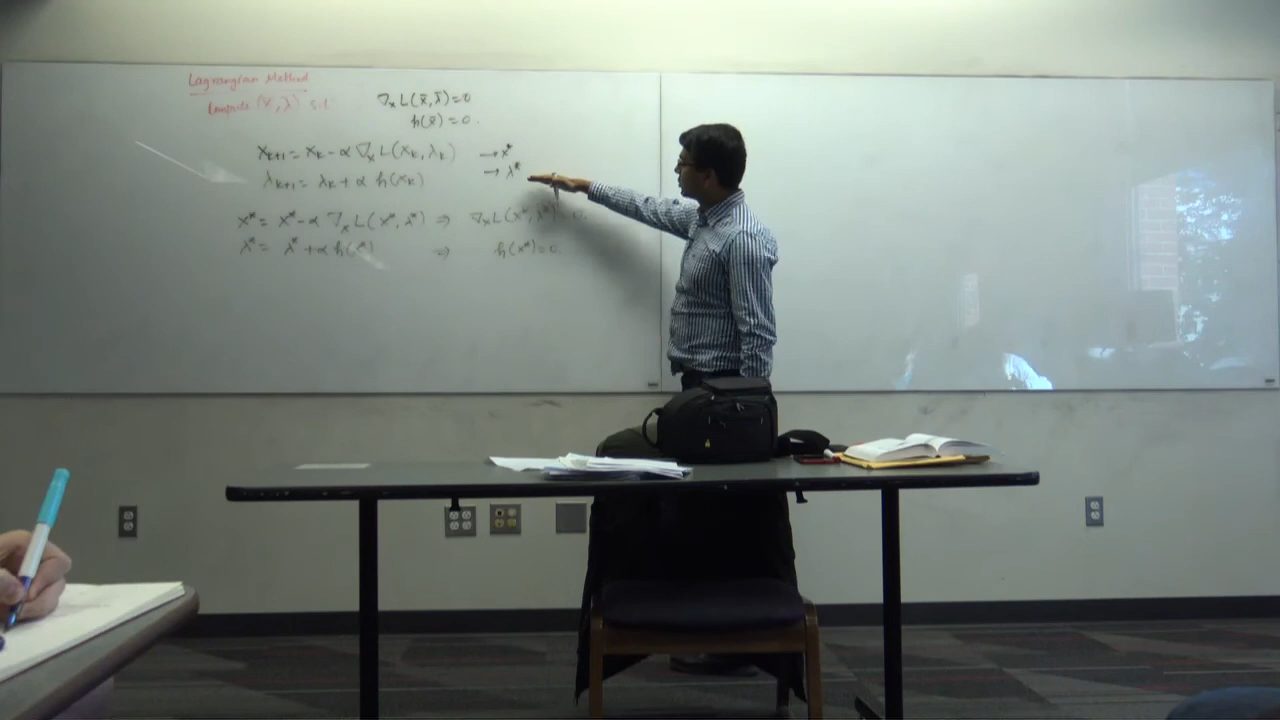 Lagrangian Method
Compute (x̄, λ̄) s.t. ∇ₓL(x̄, λ̄)=0
h(x̄) = 0.
xₖ₊₁ = xₖ - α ∇ₓL(xₖ, λₖ) → x*
λₖ₊₁ = λₖ + α h(xₖ) → λ*
x* = x* - α ∇ₓL(x*, λ*) ⇒ ∇ₓL(x*, λ*) = 0.
λ* = λ* + α h(x*) ⇒ h(x*) = 0.